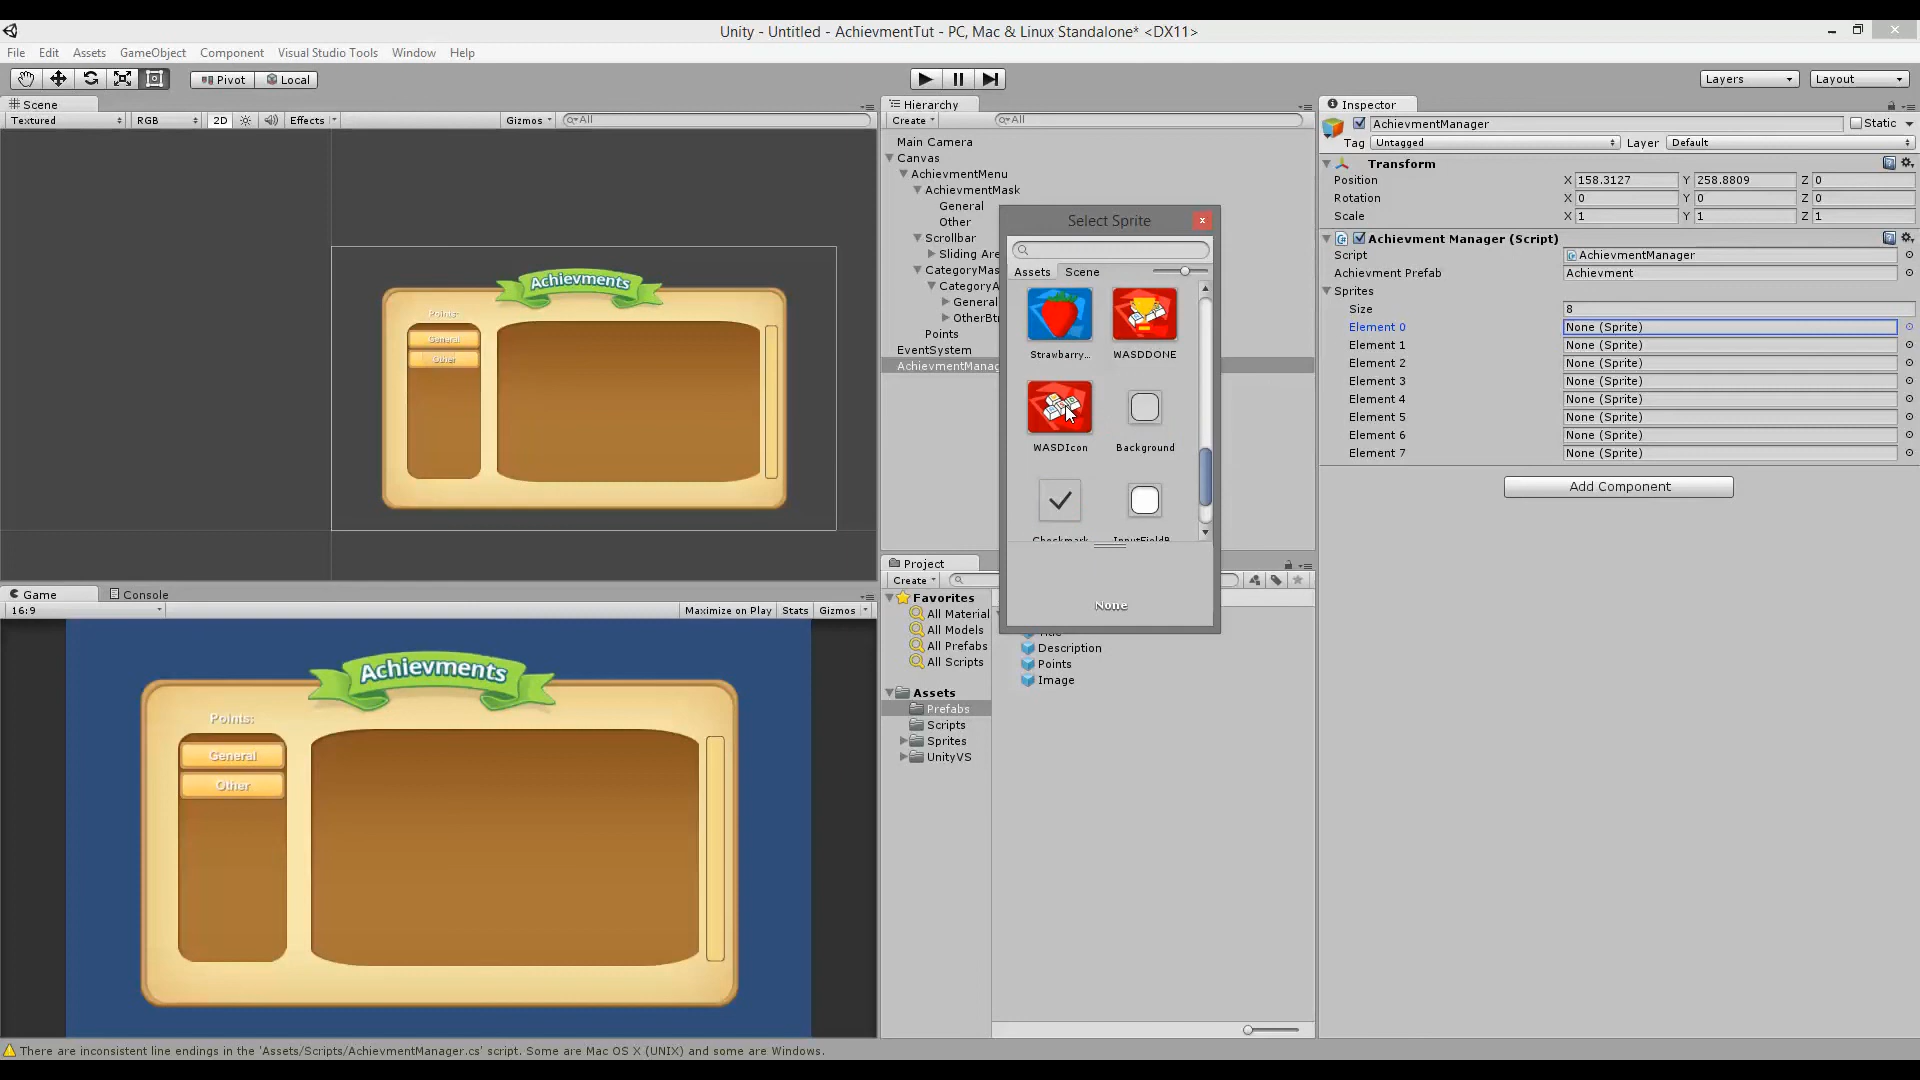 Unity - Untitled - AchievmentTut - PC, Mac & Linux Standalone* <DX11>
File Edit Assets GameObject Component Visual Studio Tools Window Help
Pivot Local Layers Layout
Scene
Textured RGB 2D Effects Gizmos All
Achievments
Points:
General
Other
Hierarchy
Create All
Main Camera
Canvas
AchievmentMenu
AchievmentMask
General
Other
Scrollbar
Sliding Are
CategoryMas
CategoryA
General
OtherBtn
Points
EventSystem
AchievmentManag
Select Sprite
Assets Scene
Strawbarry... WASDDONE
WASDIcon Background
Checkmark InputFieldB
None
Inspector
AchievmentManager Static
Tag Untagged Layer Default
Transform
Position X 158.3127 Y 258.8809 Z 0
Rotation X 0 Y 0 Z 0
Scale X 1 Y 1 Z 1
Achievment Manager (Script)
Script AchievmentManager
Achievment Prefab Achievment
Sprites
Size 8
Element 0 None (Sprite)
Element 1 None (Sprite)
Element 2 None (Sprite)
Element 3 None (Sprite)
Element 4 None (Sprite)
Element 5 None (Sprite)
Element 6 None (Sprite)
Element 7 None (Sprite)
Add Component
Project
Create
Favorites
All Material
All Models
All Prefabs
All Scripts
Assets
Prefabs
Scripts
Sprites
UnityVS
Description
Points
Image
Game Console
16:9 Maximize on Play Stats Gizmos
Achievments
Points:
General
Other
There are inconsistent line endings in the 'Assets/Scripts/AchievmentManager.cs' script. Some are Mac OS X (UNIX) and some are Windows.